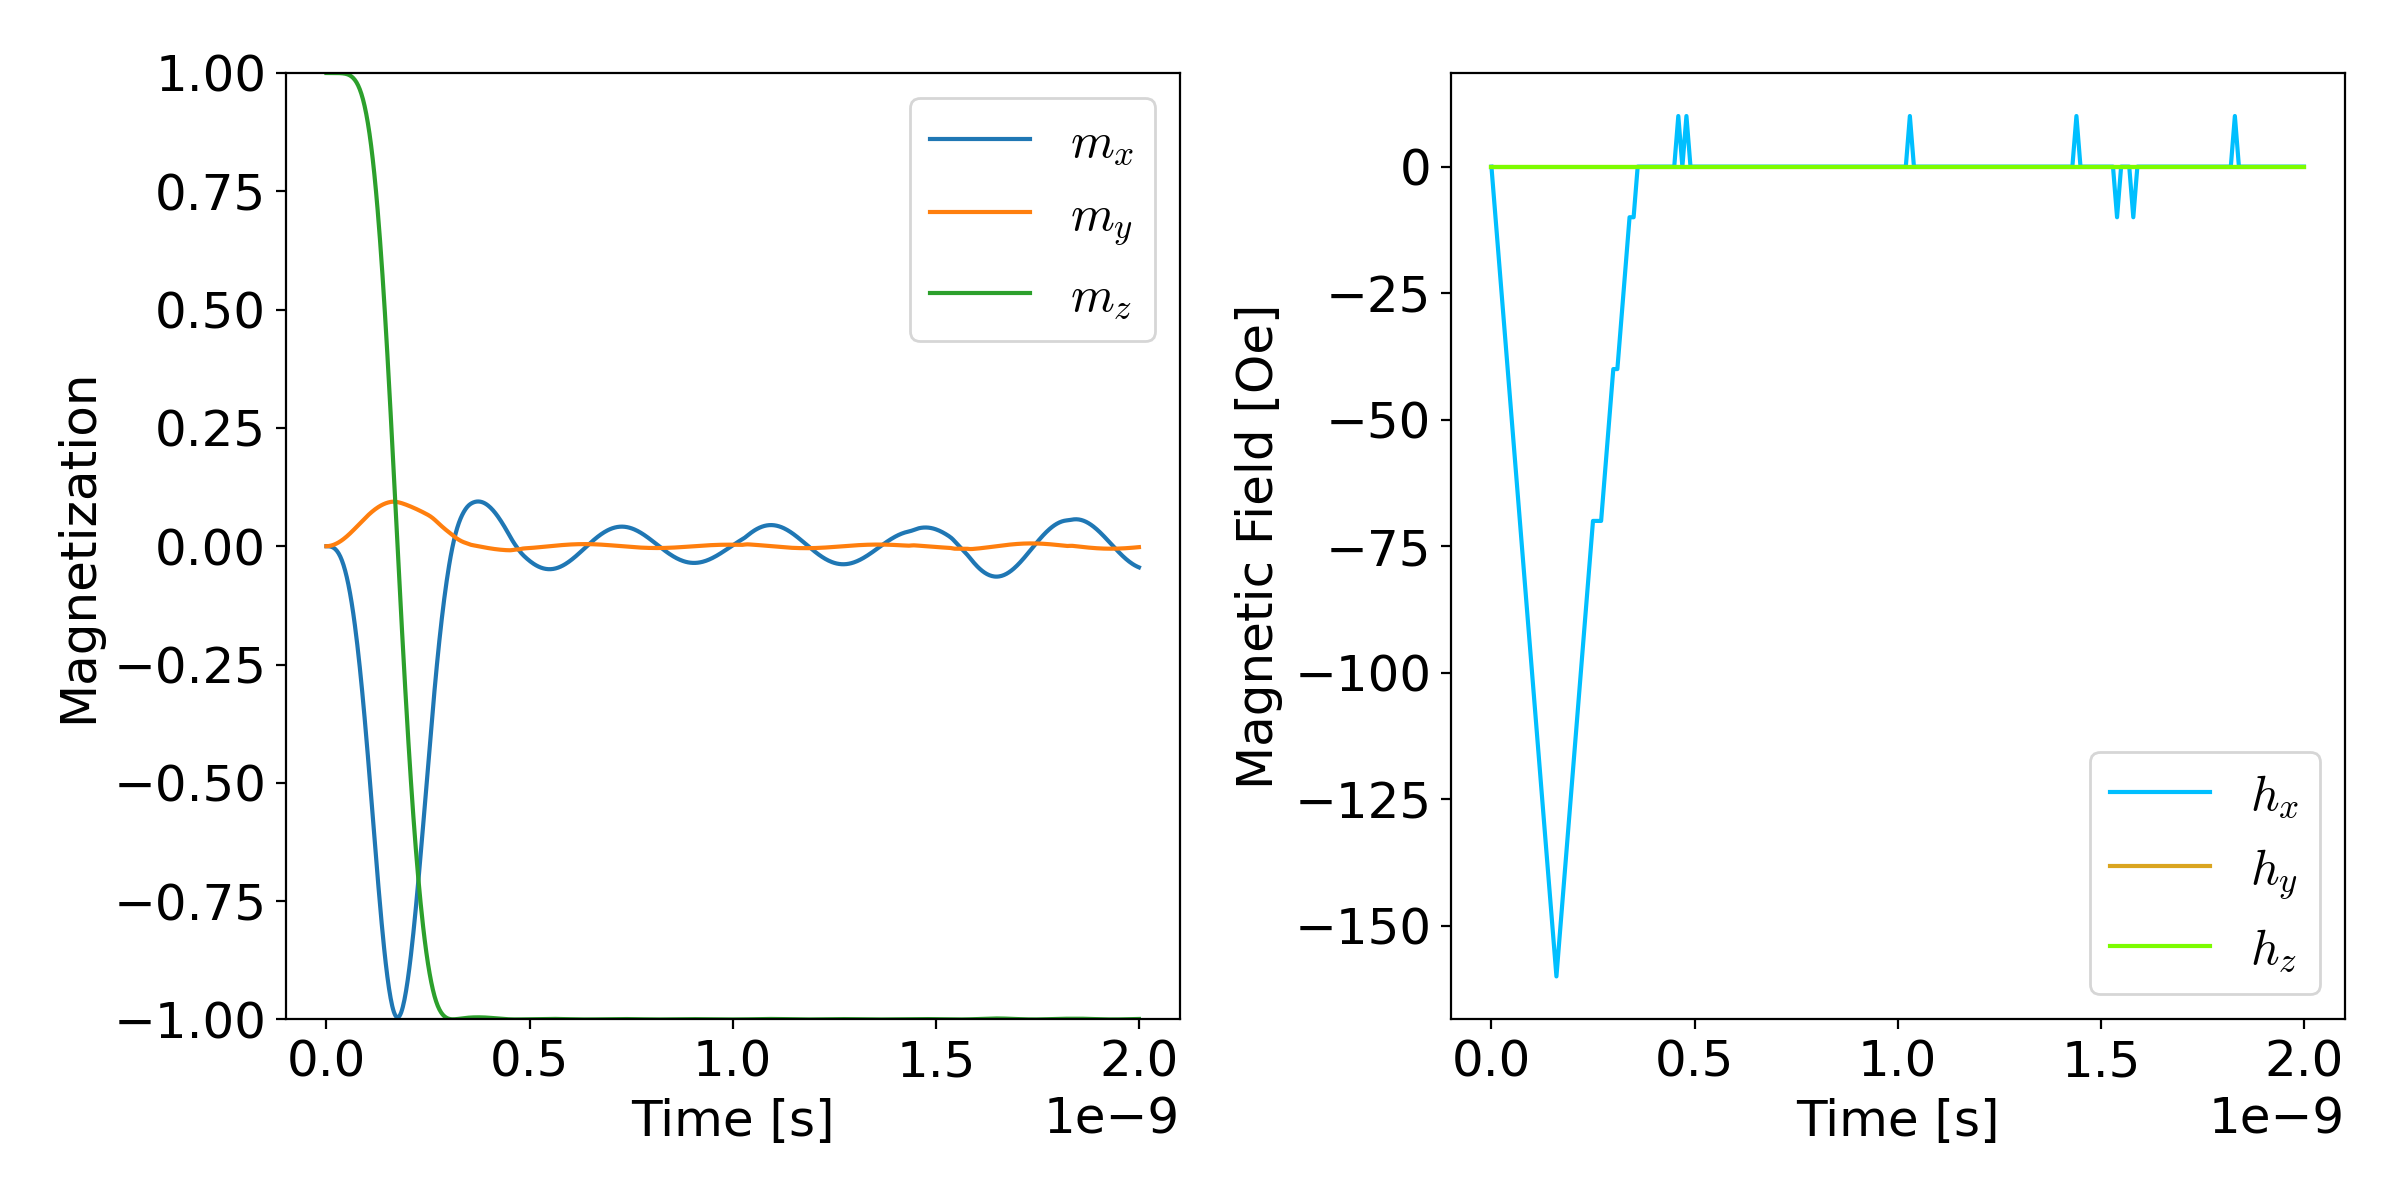 Magnetization
1.00
0.75
0.50
0.25
0.00
−0.25
−0.50
−0.75
−1.00
m_x
m_y
m_z
0.0 0.5 1.0 1.5 2.0
Time [s]
1e−9
Magnetic Field [Oe]
0
−25
−50
−75
−100
−125
−150
h_x
h_y
h_z
0.0 0.5 1.0 1.5 2.0
Time [s]
1e−9